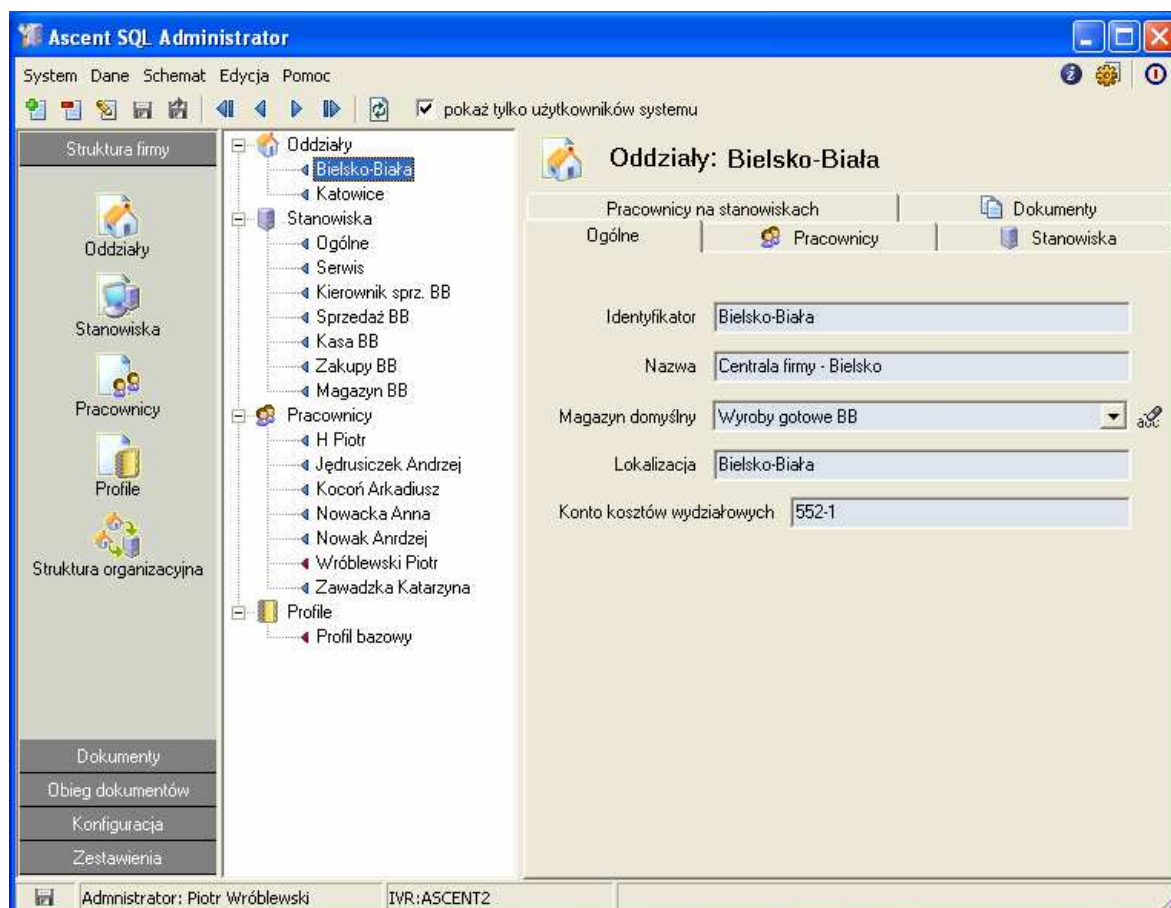 Ascent SQL Administrator
System Dane Schemat Edycja Pomoc
pokaż tylko użytkowników systemu
Struktura firmy
Oddziały
Stanowiska
Pracownicy
Profile
Struktura organizacyjna
Dokumenty
Obieg dokumentów
Konfiguracja
Zestawienia
Oddziały
Bielsko-Biała
Katowice
Stanowiska
Ogólne
Serwis
Kierownik sprz. BB
Sprzedaż BB
Kasa BB
Zakupy BB
Magazyn BB
Pracownicy
H Piotr
Jędrusiczek Andrzej
Kocoń Arkadiusz
Nowacka Anna
Nowak Anrdzej
Wróblewski Piotr
Zawadzka Katarzyna
Profile
Profil bazowy
Oddziały: Bielsko-Biała
Pracownicy na stanowiskach Dokumenty
Ogólne Pracownicy Stanowiska
Identyfikator Bielsko-Biała
Nazwa Centrala firmy - Bielsko
Magazyn domyślny Wyroby gotowe BB abc
Lokalizacja Bielsko-Biała
Konto kosztów wydziałowych 552-1
Admnistrator: Piotr Wróblewski IVR:ASCENT2